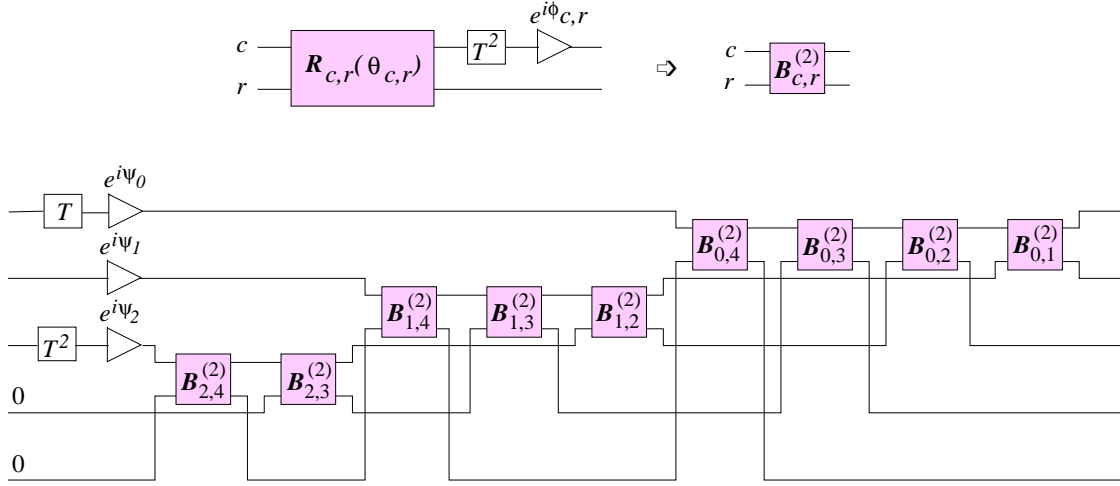 e^{iϕ_{c,r}}
c R_{c,r}(θ_{c,r}) T^2 ➩ c B^{(2)}_{c,r}
r r
e^{iψ_0}
T B^{(2)}_{0,4} B^{(2)}_{0,3} B^{(2)}_{0,2} B^{(2)}_{0,1}
e^{iψ_1}
B^{(2)}_{1,4} B^{(2)}_{1,3} B^{(2)}_{1,2}
e^{iψ_2}
T^2 B^{(2)}_{2,4} B^{(2)}_{2,3}
0
0